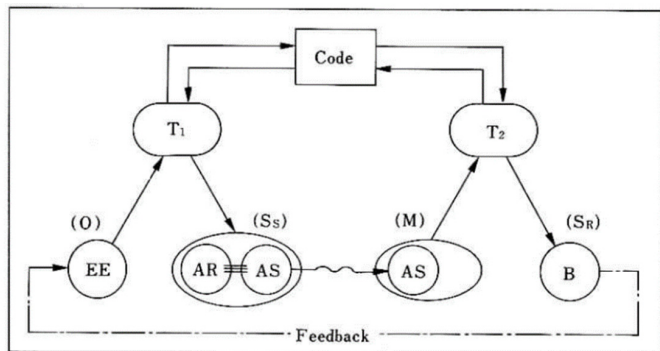 Code
T1 T2
(O) (Ss) (M) (SR)
EE AR AS AS B
Feedback